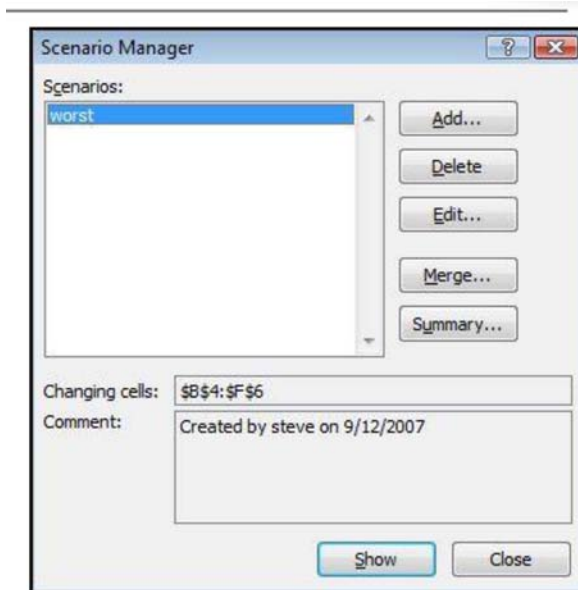 Scenario Manager
Scenarios:
worst
Add...
Delete
Edit...
Merge...
Summary...
Changing cells: $B$4:$F$6
Comment: Created by steve on 9/12/2007
Show Close